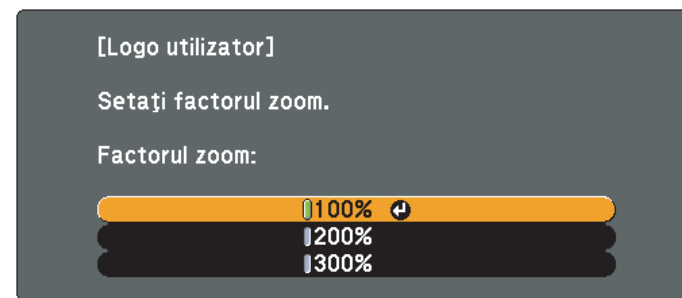 [Logo utilizator]
Setaţi factorul zoom.
Factorul zoom:
100%
200%
300%